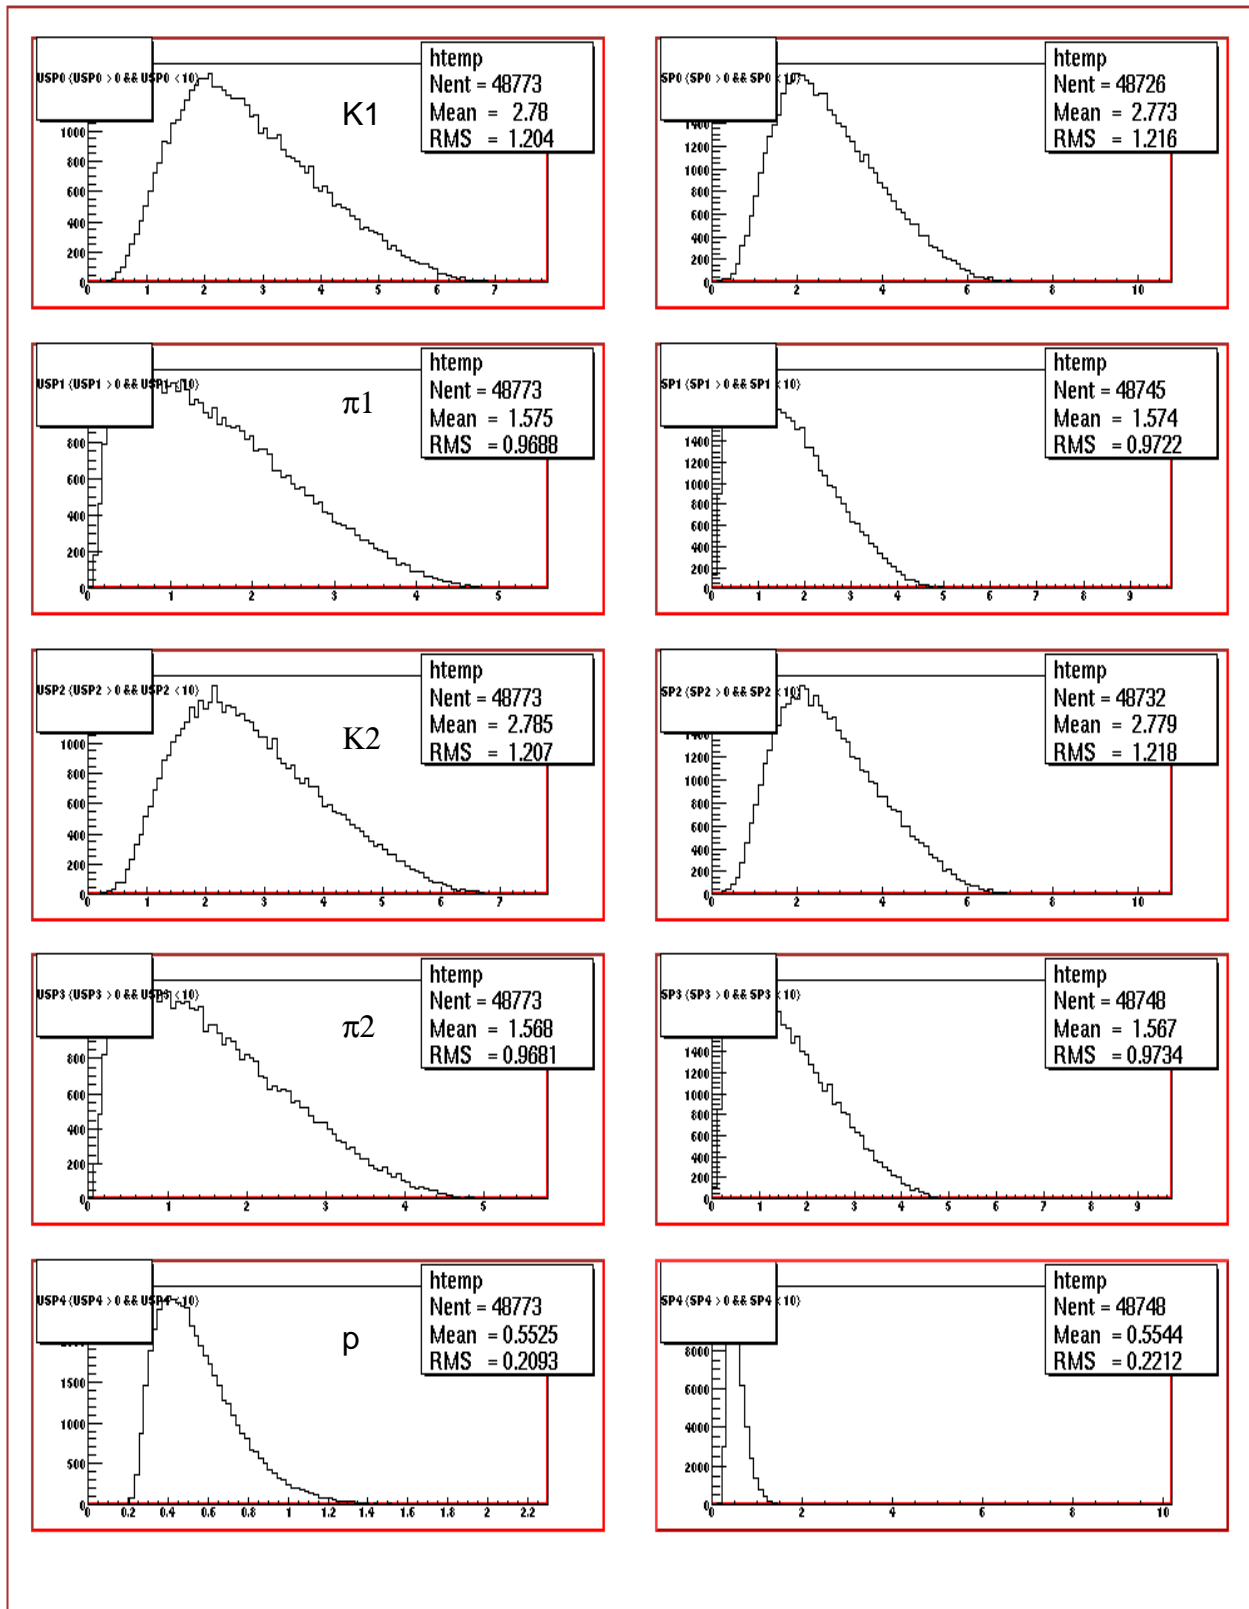 USP0 {USP0 > 0 && USP0 < 10}
htemp
Nent = 48773
Mean = 2.78
RMS = 1.204
K1
1000
800
600
400
200
0
0 1 2 3 4 5 6 7
SP0 {SP0 > 0 && SP0 < 10}
htemp
Nent = 48726
Mean = 2.773
RMS = 1.216
1400
1200
1000
800
600
400
200
0
0 2 4 6 8 10
USP1 {USP1 > 0 && USP1 < 10}
htemp
Nent = 48773
Mean = 1.575
RMS = 0.9688
π1
800
600
400
200
0
0 1 2 3 4 5
SP1 {SP1 > 0 && SP1 < 10}
htemp
Nent = 48745
Mean = 1.574
RMS = 0.9722
1400
1200
1000
800
600
400
200
0
0 1 2 3 4 5 6 7 8 9
USP2 {USP2 > 0 && USP2 < 10}
htemp
Nent = 48773
Mean = 2.785
RMS = 1.207
K2
1000
800
600
400
200
0
0 1 2 3 4 5 6 7
SP2 {SP2 > 0 && SP2 < 10}
htemp
Nent = 48732
Mean = 2.779
RMS = 1.218
1400
1200
1000
800
600
400
200
0
0 2 4 6 8 10
USP3 {USP3 > 0 && USP3 < 10}
htemp
Nent = 48773
Mean = 1.568
RMS = 0.9681
π2
800
600
400
200
0
0 1 2 3 4 5
SP3 {SP3 > 0 && SP3 < 10}
htemp
Nent = 48748
Mean = 1.567
RMS = 0.9734
1400
1200
1000
800
600
400
200
0
0 1 2 3 4 5 6 7 8 9
USP4 {USP4 > 0 && USP4 < 10}
htemp
Nent = 48773
Mean = 0.5525
RMS = 0.2093
p
1500
1000
500
0
0 0.2 0.4 0.6 0.8 1 1.2 1.4 1.6 1.8 2 2.2
SP4 {SP4 > 0 && SP4 < 10}
htemp
Nent = 48748
Mean = 0.5544
RMS = 0.2212
8000
6000
4000
2000
0
0 1 2 3 4 5 6 7 8 9 10